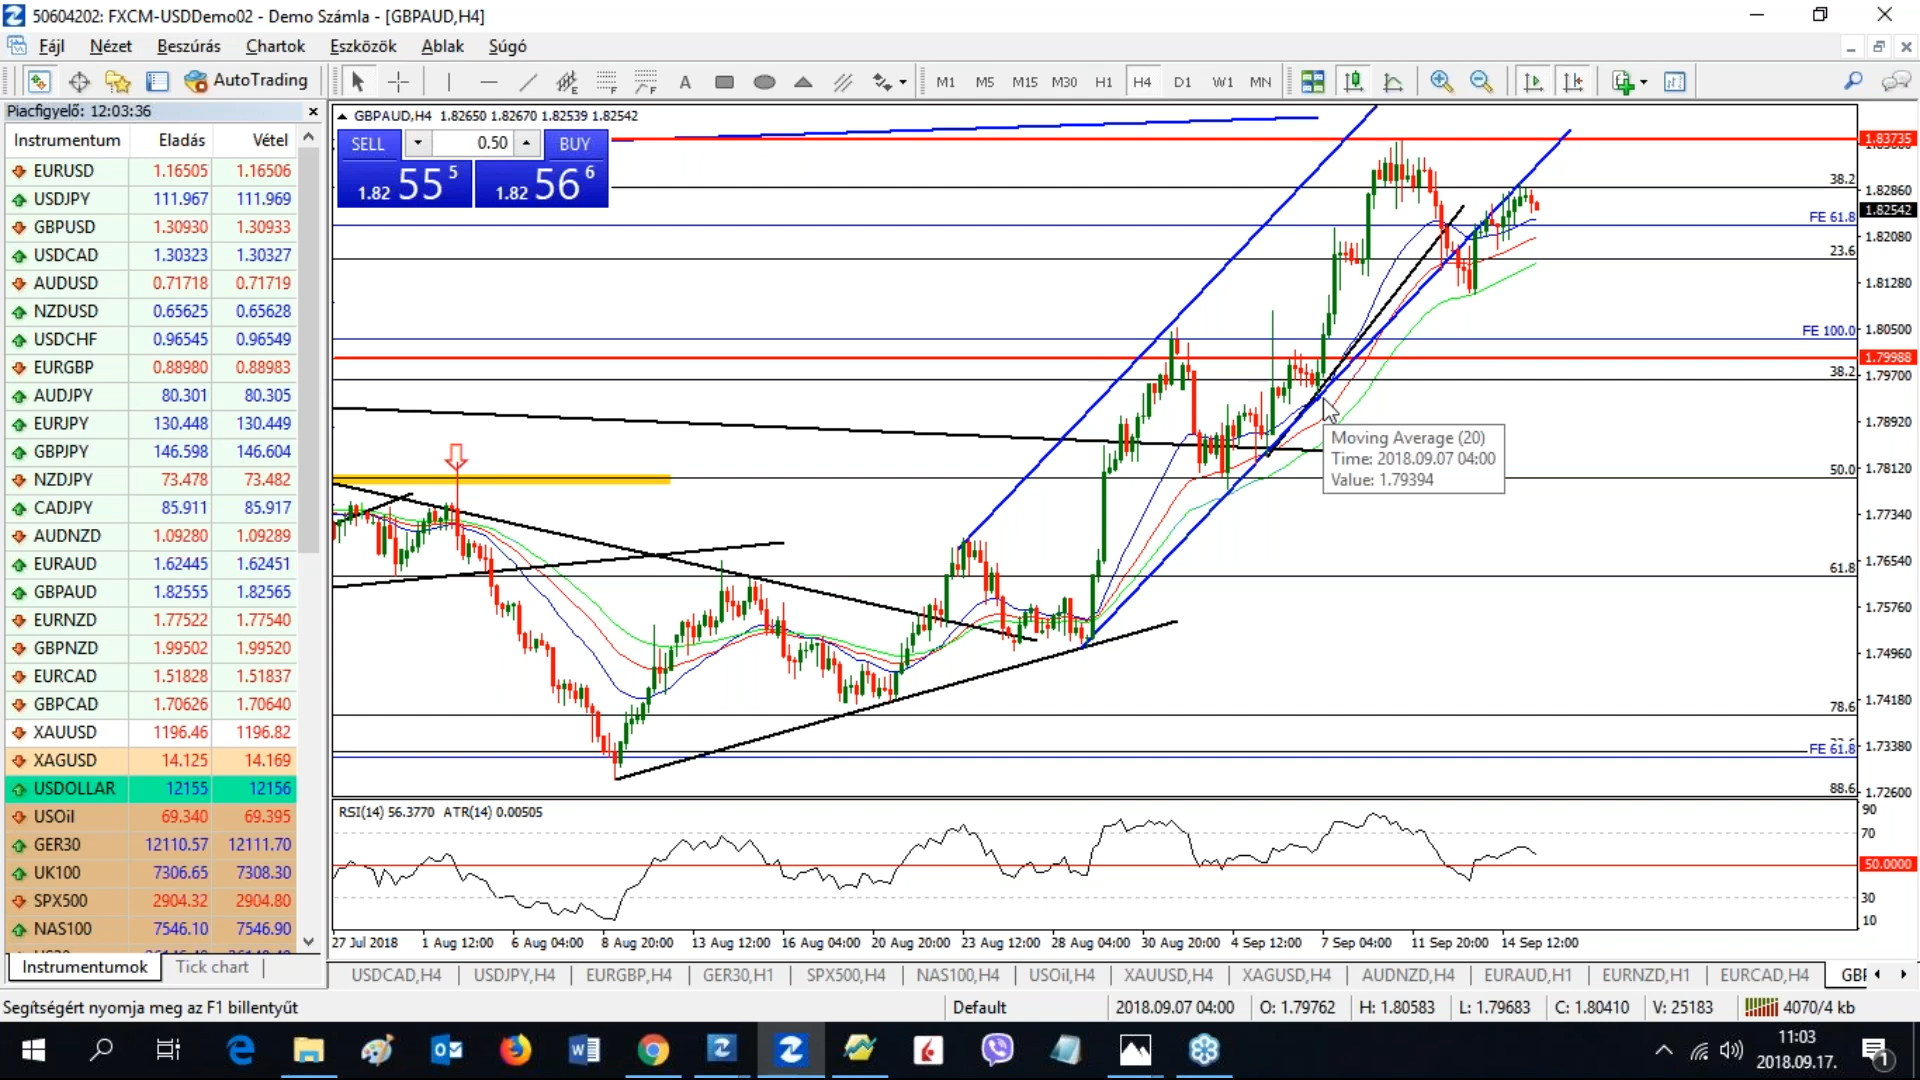 50604202: FXCM-USDDemo02 - Demo Számla - [GBPAUD,H4]
Fájl Nézet Beszúrás Chartok Eszközök Ablak Súgó
AutoTrading A M1 M5 M15 M30 H1 H4 D1 W1 MN
Piacfigyelő: 12:03:36
Instrumentum Eladás Vétel
EURUSD 1.16505 1.16506
USDJPY 111.967 111.969
GBPUSD 1.30930 1.30933
USDCAD 1.30323 1.30327
AUDUSD 0.71718 0.71719
NZDUSD 0.65625 0.65628
USDCHF 0.96545 0.96549
EURGBP 0.88980 0.88983
AUDJPY 80.301 80.305
EURJPY 130.448 130.449
GBPJPY 146.598 146.604
NZDJPY 73.478 73.482
CADJPY 85.911 85.917
AUDNZD 1.09280 1.09289
EURAUD 1.62445 1.62451
GBPAUD 1.82555 1.82565
EURNZD 1.77522 1.77540
GBPNZD 1.99502 1.99520
EURCAD 1.51828 1.51837
GBPCAD 1.70626 1.70640
XAUUSD 1196.46 1196.82
XAGUSD 14.125 14.169
USDOLLAR 12155 12156
USOil 69.340 69.395
GER30 12110.57 12111.70
UK100 7306.65 7308.30
SPX500 2904.32 2904.80
NAS100 7546.10 7546.90
Instrumentumok Tick chart
GBPAUD,H4 1.82650 1.82670 1.82539 1.82542
SELL 0.50 BUY
1.82 55 5 1.82 56 6
1.83735
38.2
1.82860
1.82542
FE 61.8
1.82080
23.6
1.81280
FE 100.0
1.80500
1.79988
38.2
1.79700
1.78920
50.0
1.78120
1.77340
61.8
1.76540
1.75760
1.74960
1.74180
78.6
1.73380
FE 61.8
88.6
1.72600
Moving Average (20)
Time: 2018.09.07 04:00
Value: 1.79394
RSI(14) 56.3770 ATR(14) 0.00505
90
70
50.0000
30
10
27 Jul 2018 1 Aug 12:00 6 Aug 04:00 8 Aug 20:00 13 Aug 12:00 16 Aug 04:00 20 Aug 20:00 23 Aug 12:00 28 Aug 04:00 30 Aug 20:00 4 Sep 12:00 7 Sep 04:00 11 Sep 20:00 14 Sep 12:00
USDCAD,H4 USDJPY,H4 EURGBP,H4 GER30,H1 SPX500,H4 NAS100,H4 USOil,H4 XAUUSD,H4 XAGUSD,H4 AUDNZD,H4 EURAUD,H1 EURNZD,H1 EURCAD,H4
Segítségért nyomja meg az F1 billentyűt Default 2018.09.07 04:00 O: 1.79762 H: 1.80583 L: 1.79683 C: 1.80410 V: 25183 4070/4 kb
11:03
2018.09.17.
1